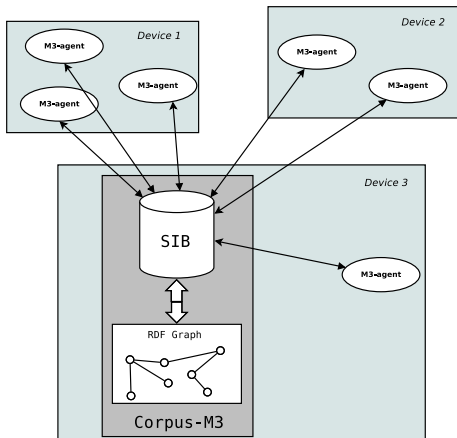 Device 1
M3-agent
M3-agent
M3-agent
Device 2
M3-agent
M3-agent
Device 3
SIB
M3-agent
RDF Graph
Corpus-M3